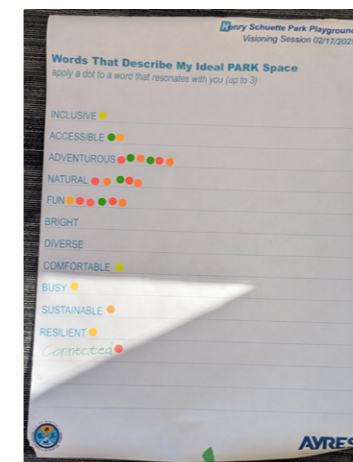 Henry Schuette Park Playground
Visioning Session 02/17/202
Words That Describe My Ideal PARK Space
apply a dot to a word that resonates with you (up to 3)
INCLUSIVE
ACCESSIBLE
ADVENTUROUS
NATURAL
FUN
BRIGHT
DIVERSE
COMFORTABLE
BUSY
SUSTAINABLE
RESILIENT
Connected
AYRES